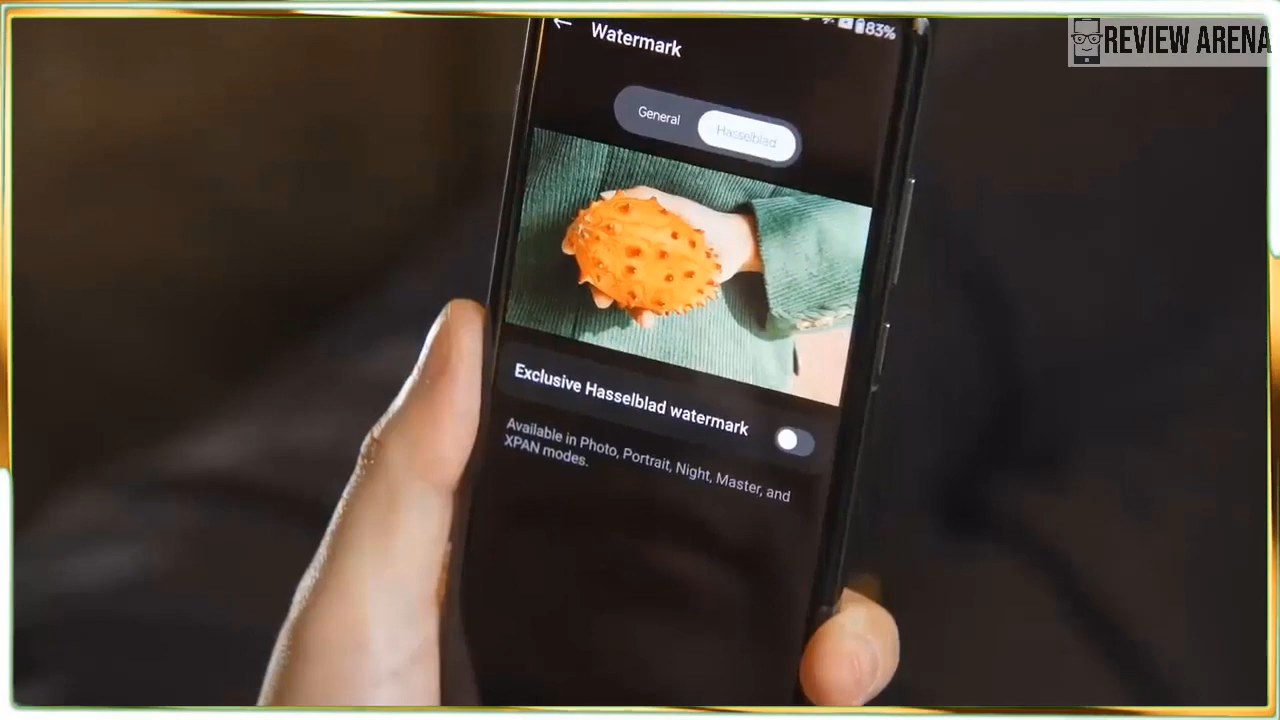 REVIEW ARENA
83%
Watermark
General
Hasselblad
Exclusive Hasselblad watermark
Available in Photo, Portrait, Night, Master, and
XPAN modes.